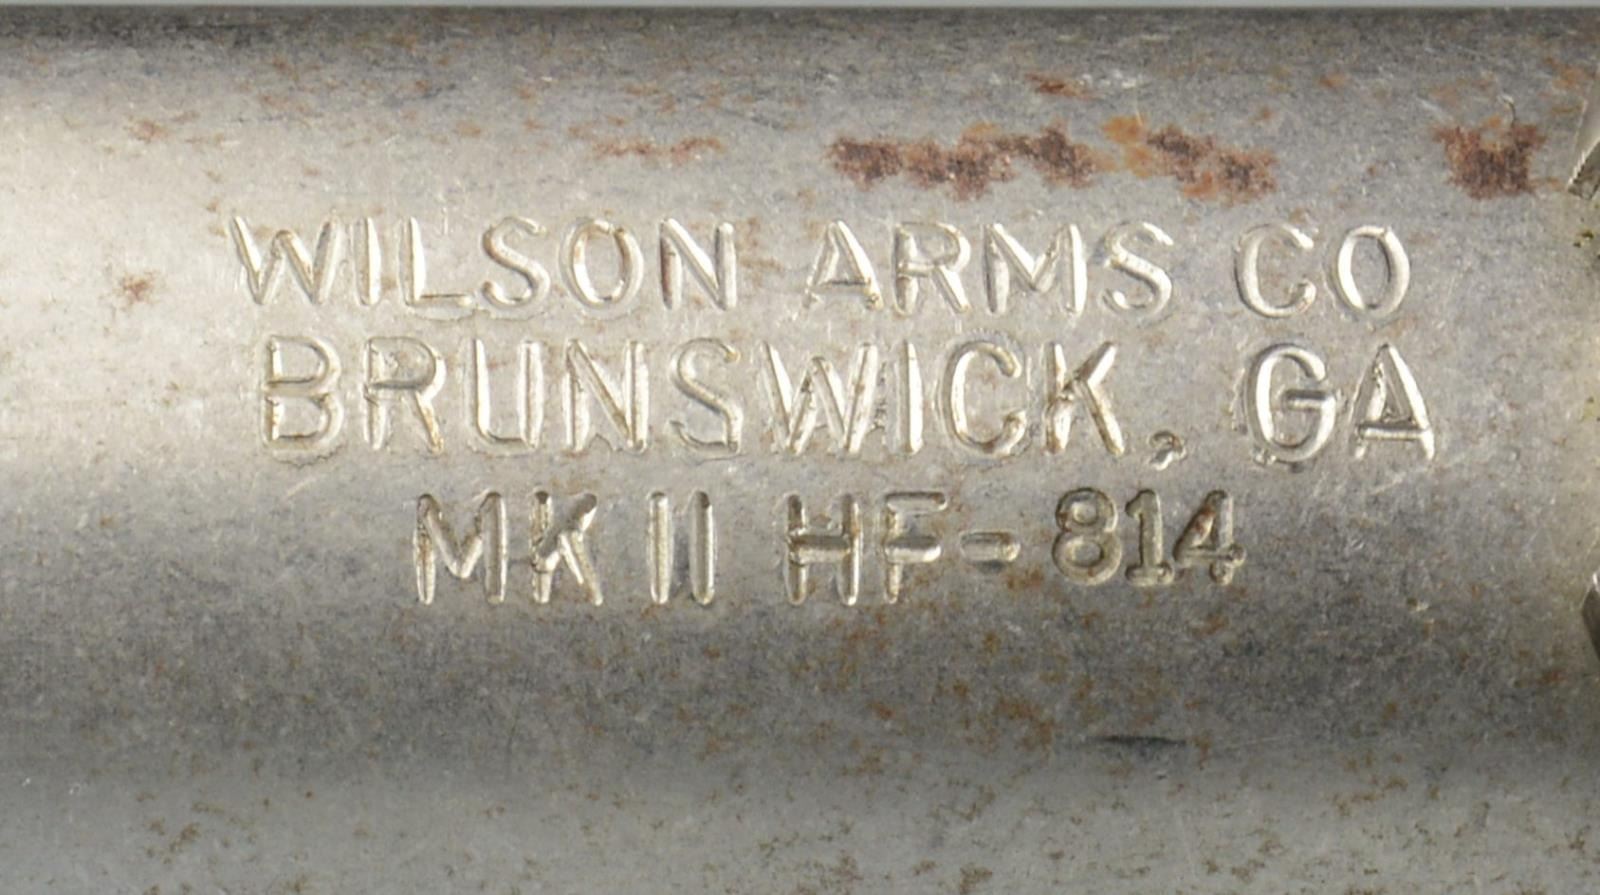 WILSON ARMS CO
BRUNSWICK, GA
MK II HF-814